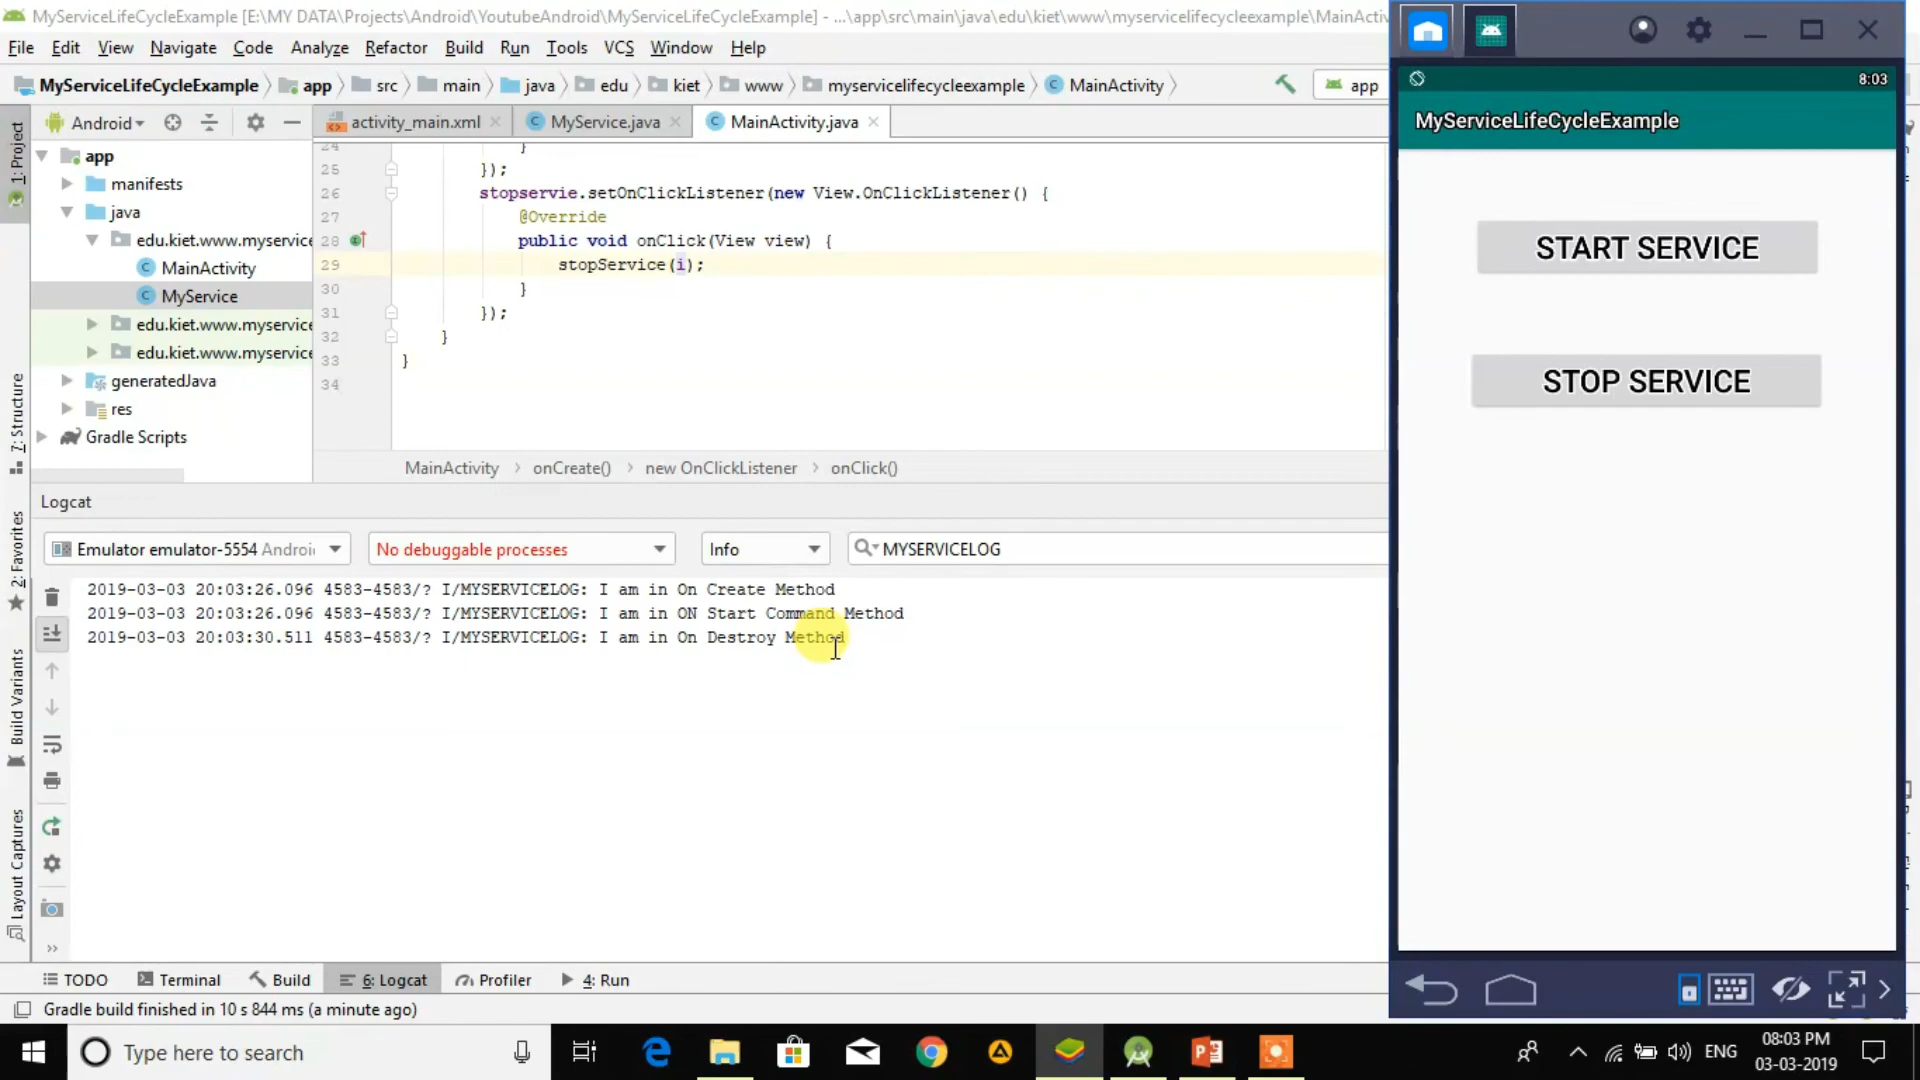 MyServiceLifeCycleExample [E:\MY DATA\Projects\Android\YoutubeAndroid\MyServiceLifeCycleExample] - ...\app\src\main\java\edu\kiet\www\myservicelifecycleexample\MainActiv
File Edit View Navigate Code Analyze Refactor Build Run Tools VCS Window Help
MyServiceLifeCycleExample app src main java edu kiet www myservicelifecycleexample MainActivity app
Android activity_main.xml MyService.java MainActivity.java
1: Project
7: Structure
2: Favorites
Build Variants
Layout Captures
app
manifests
java
edu.kiet.www.myservice
MainActivity
MyService
edu.kiet.www.myservice
edu.kiet.www.myservice
generatedJava
res
Gradle Scripts
24 }
25 });
26 stopservie.setOnClickListener(new View.OnClickListener() {
27 @Override
28 public void onClick(View view) {
29 stopService(i);
30 }
31 });
32 }
33 }
34
MainActivity > onCreate() > new OnClickListener > onClick()
Logcat
Emulator emulator-5554 Androi No debuggable processes Info MYSERVICELOG
2019-03-03 20:03:26.096 4583-4583/? I/MYSERVICELOG: I am in On Create Method
2019-03-03 20:03:26.096 4583-4583/? I/MYSERVICELOG: I am in ON Start Command Method
2019-03-03 20:03:30.511 4583-4583/? I/MYSERVICELOG: I am in On Destroy Method
TODO Terminal Build 6: Logcat Profiler 4: Run
Gradle build finished in 10 s 844 ms (a minute ago)
8:03
MyServiceLifeCycleExample
START SERVICE
STOP SERVICE
Type here to search
ENG
08:03 PM
03-03-2019